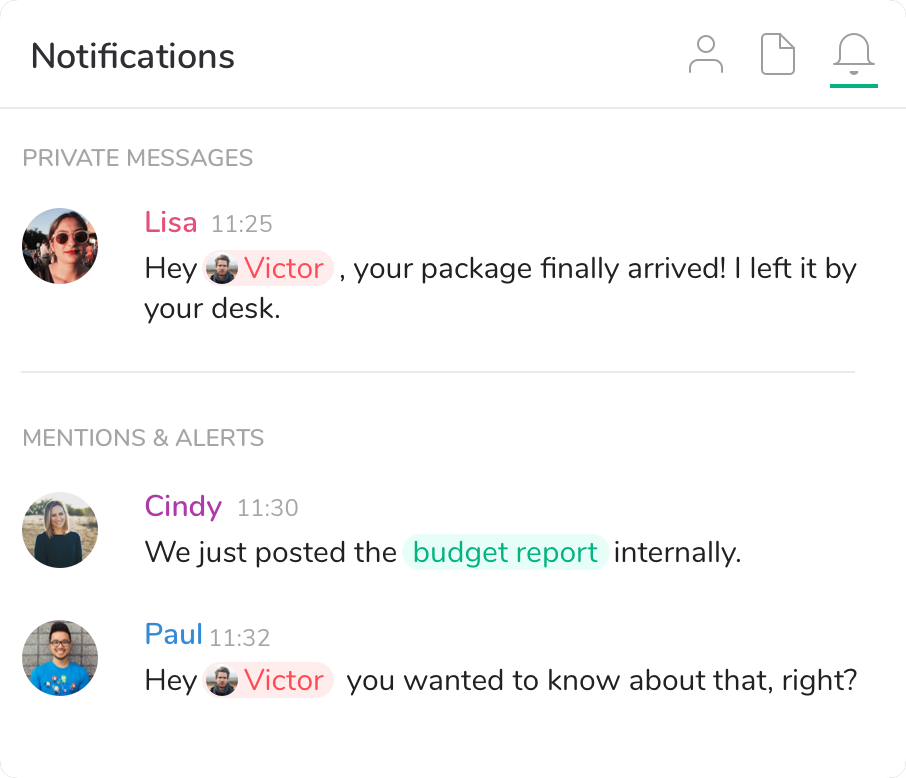 Notifications
PRIVATE MESSAGES
Lisa 11:25
Hey Victor , your package finally arrived! I left it by
your desk.
MENTIONS & ALERTS
Cindy 11:30
We just posted the budget report internally.
Paul 11:32
Hey Victor you wanted to know about that, right?